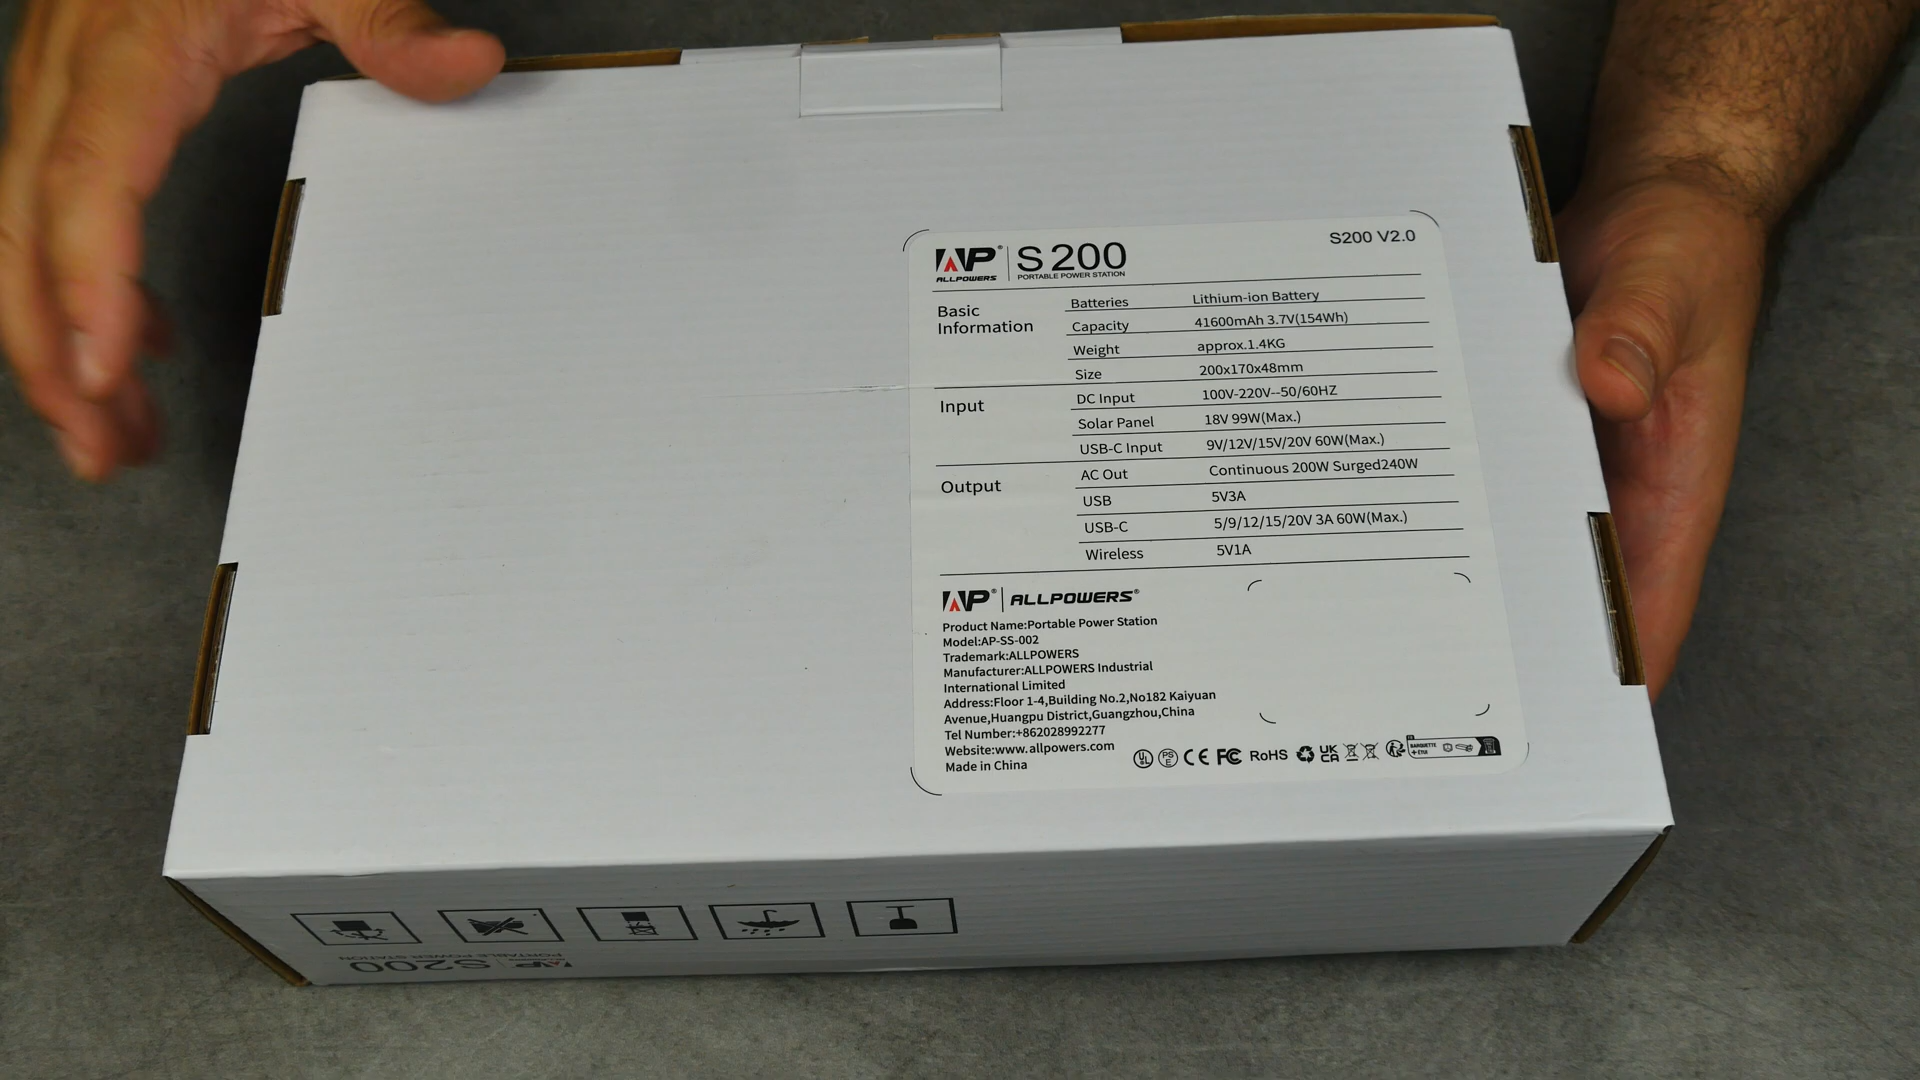 AP® S200 S200 V2.0
ALLPOWERS PORTABLE POWER STATION
Basic Information
Batteries Lithium-ion Battery
Capacity 41600mAh 3.7V(154Wh)
Weight approx.1.4KG
Size 200x170x48mm
Input
DC Input 100V-220V--50/60HZ
Solar Panel 18V 99W(Max.)
USB-C Input 9V/12V/15V/20V 60W(Max.)
Output
AC Out Continuous 200W Surged240W
USB 5V3A
USB-C 5/9/12/15/20V 3A 60W(Max.)
Wireless 5V1A
AP® ALLPOWERS®
Product Name:Portable Power Station
Model:AP-SS-002
Trademark:ALLPOWERS
Manufacturer:ALLPOWERS Industrial
International Limited
Address:Floor 1-4,Building No.2,No182 Kaiyuan
Avenue,Huangpu District,Guangzhou,China
Tel Number:+862028992277
Website:www.allpowers.com
Made in China
UL PSE CE FC RoHS UKCA
AP S200
PORTABLE POWER STATION